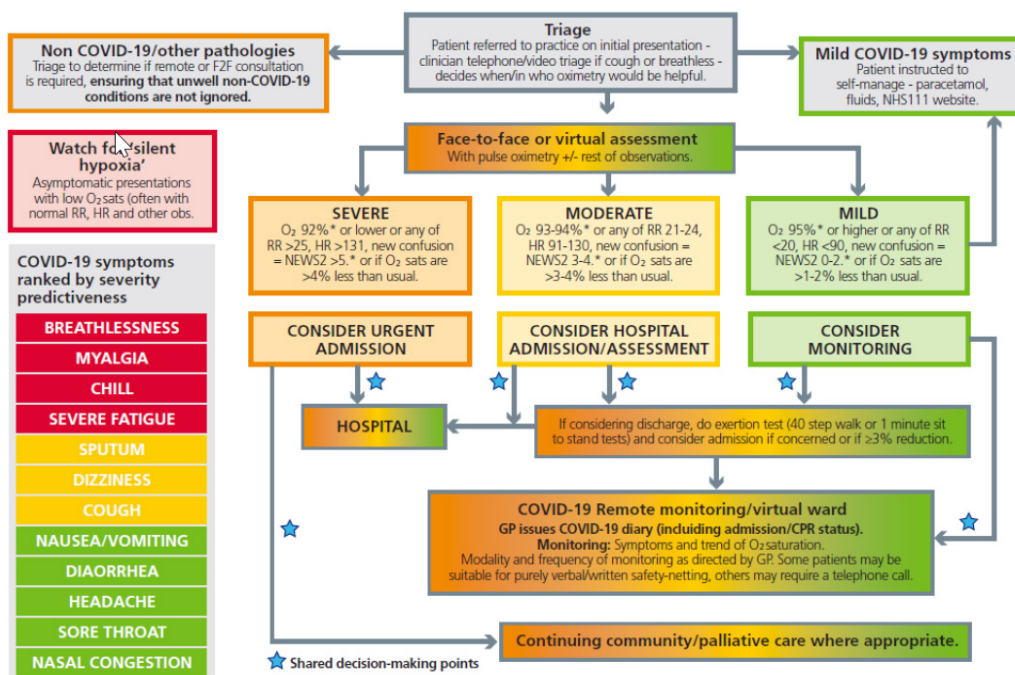 Triage
Patient referred to practice on initial presentation -
clinician telephone/video triage if cough or breathless -
decides when/in who oximetry would be helpful.
Non COVID-19/other pathologies
Triage to determine if remote or F2F consultation
is required, ensuring that unwell non-COVID-19
conditions are not ignored.
Mild COVID-19 symptoms
Patient instructed to
self-manage - paracetamol,
fluids, NHS111 website.
Watch for ‘silent
hypoxia’
Asymptomatic presentations
with low O₂ sats (often with
normal RR, HR and other obs.
Face-to-face or virtual assessment
With pulse oximetry +/- rest of observations.
SEVERE
O₂ 92%* or lower or any of
RR >25, HR >131, new confusion
= NEWS2 >5.* or if O₂ sats are
>4% less than usual.
MODERATE
O₂ 93-94%* or any of RR 21-24,
HR 91-130, new confusion =
NEWS2 3-4.* or if O₂ sats are
>3-4% less than usual.
MILD
O₂ 95%* or higher or any of RR
<20, HR <90, new confusion =
NEWS2 0-2.* or if O₂ sats are
>1-2% less than usual.
COVID-19 symptoms
ranked by severity
predictiveness
BREATHLESSNESS
MYALGIA
CHILL
SEVERE FATIGUE
SPUTUM
DIZZINESS
COUGH
NAUSEA/VOMITING
DIAORRHEA
HEADACHE
SORE THROAT
NASAL CONGESTION
CONSIDER URGENT
ADMISSION
CONSIDER HOSPITAL
ADMISSION/ASSESSMENT
CONSIDER
MONITORING
HOSPITAL
If considering discharge, do exertion test (40 step walk or 1 minute sit
to stand tests) and consider admission if concerned or if ≥3% reduction.
COVID-19 Remote monitoring/virtual ward
GP issues COVID-19 diary (including admission/CPR status).
Monitoring: Symptoms and trend of O₂ saturation.
Modality and frequency of monitoring as directed by GP. Some patients may be
suitable for purely verbal/written safety-netting, others may require a telephone call.
Continuing community/palliative care where appropriate.
Shared decision-making points